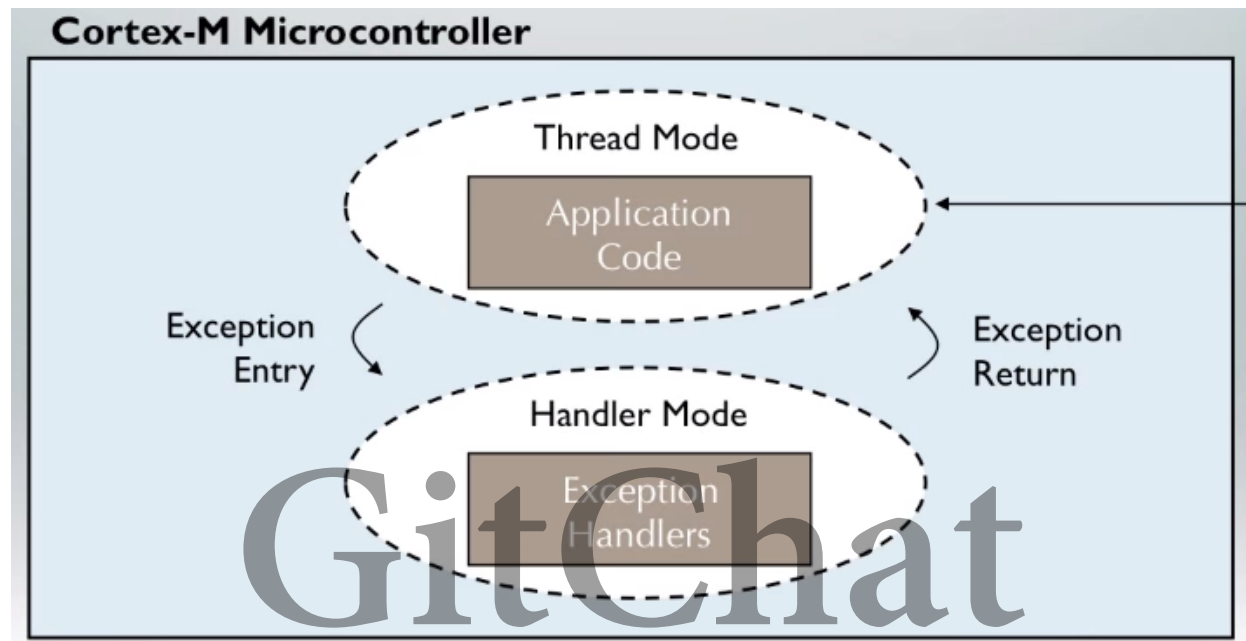 Cortex-M Microcontroller
Thread Mode
Application
Code
Exception
Entry
Exception
Return
Handler Mode
Exception
Handlers
GitChat